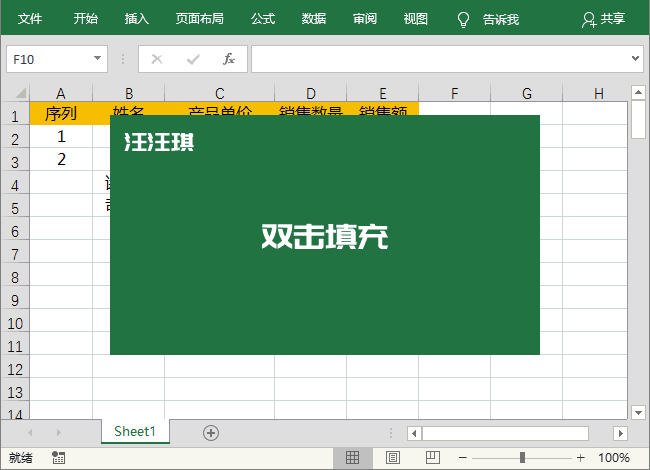 文件 开始 插入 页面布局 公式 数据 审阅 视图 告诉我 共享
F10 fx
A B C D E F G H
1 序列 姓名 产品单价 销售数量 销售额
2 1
3 2
4
5
6
7
8
9
10
11
12
13
14
汪汪琪
双击填充
Sheet1
就绪 100%